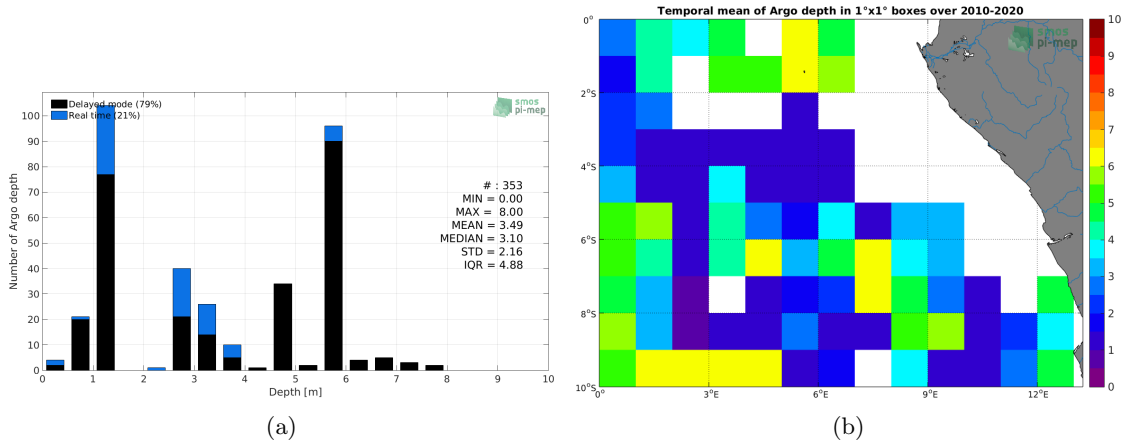 Delayed mode (79%)
Real time (21%)
smos
pi-mep
Number of Argo depth
100
90
80
70
60
50
40
30
20
10
0
# : 353
MIN = 0.00
MAX = 8.00
MEAN = 3.49
MEDIAN = 3.10
STD = 2.16
IQR = 4.88
0 1 2 3 4 5 6 7 8 9 10
Depth [m]
(a)
Temporal mean of Argo depth in 1°x1° boxes over 2010-2020
smos
pi-mep
0°
2°S
4°S
6°S
8°S
10°S
0° 3°E 6°E 9°E 12°E
10
9
8
7
6
5
4
3
2
1
0
(b)